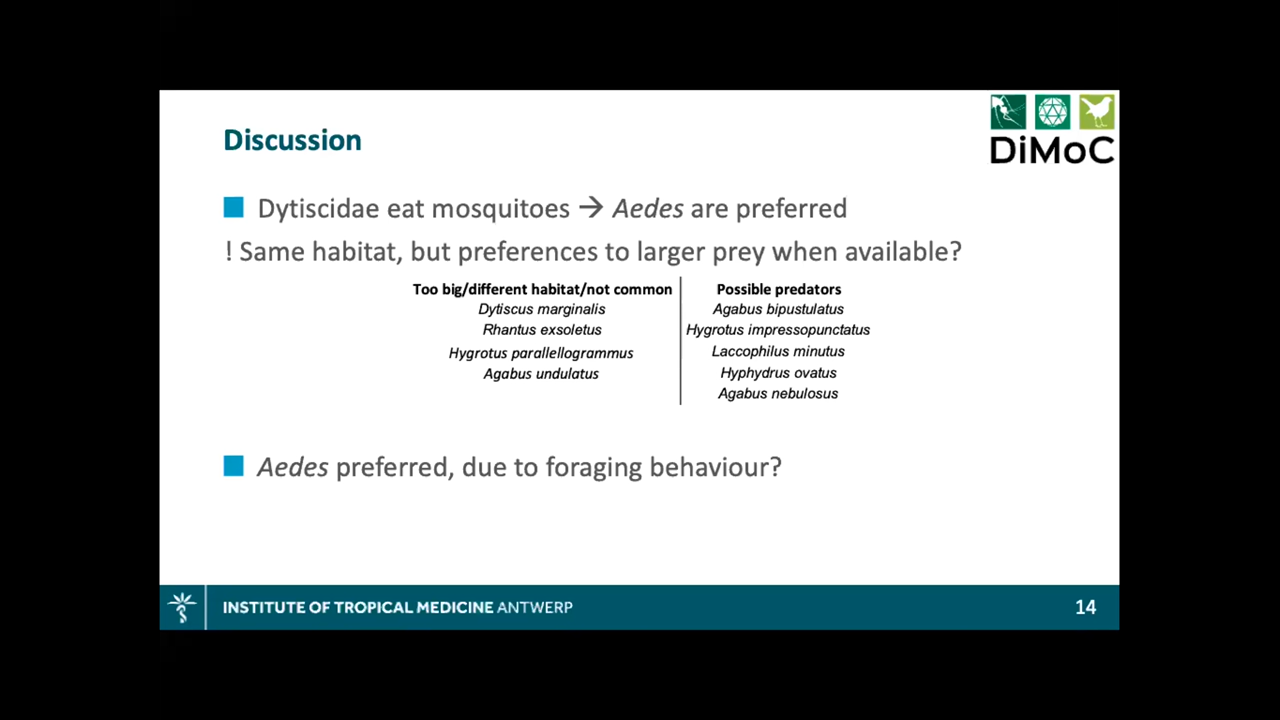 DiMoC
Discussion
Dytiscidae eat mosquitoes → Aedes are preferred
! Same habitat, but preferences to larger prey when available?
Too big/different habitat/not common
Dytiscus marginalis
Rhantus exsoletus
Hygrotus parallellogrammus
Agabus undulatus
Possible predators
Agabus bipustulatus
Hygrotus impressopunctatus
Laccophilus minutus
Hyphydrus ovatus
Agabus nebulosus
Aedes preferred, due to foraging behaviour?
INSTITUTE OF TROPICAL MEDICINE ANTWERP
14